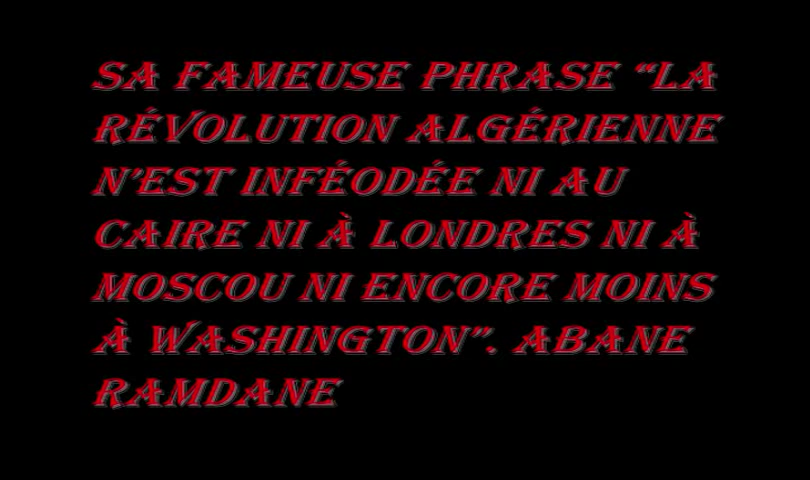 SA FAMEUSE PHRASE “LA
RÉVOLUTION ALGÉRIENNE
N’EST INFÉODÉE NI AU
CAIRE NI À LONDRES NI À
MOSCOU NI ENCORE MOINS
À WASHINGTON”. ABANE
RAMDANE